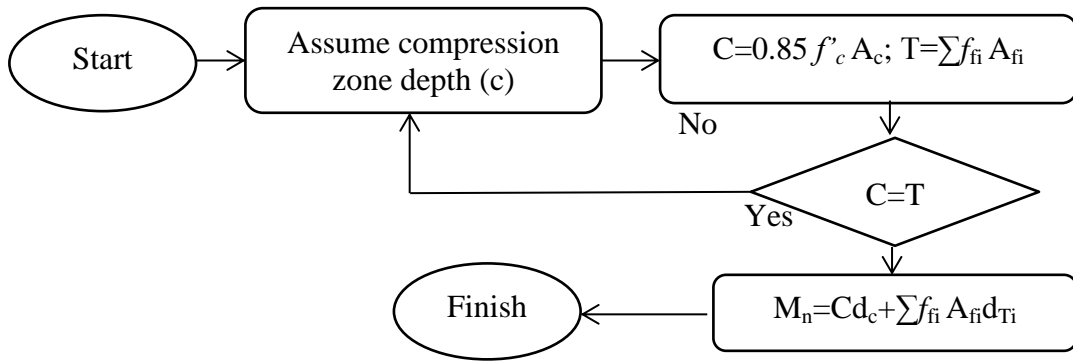 Start
Assume compression
zone depth (c)
C=0.85 f'c Ac; T=∑ffi Afi
No
C=T
Yes
Mn=Cdc+∑ffi AfidTi
Finish